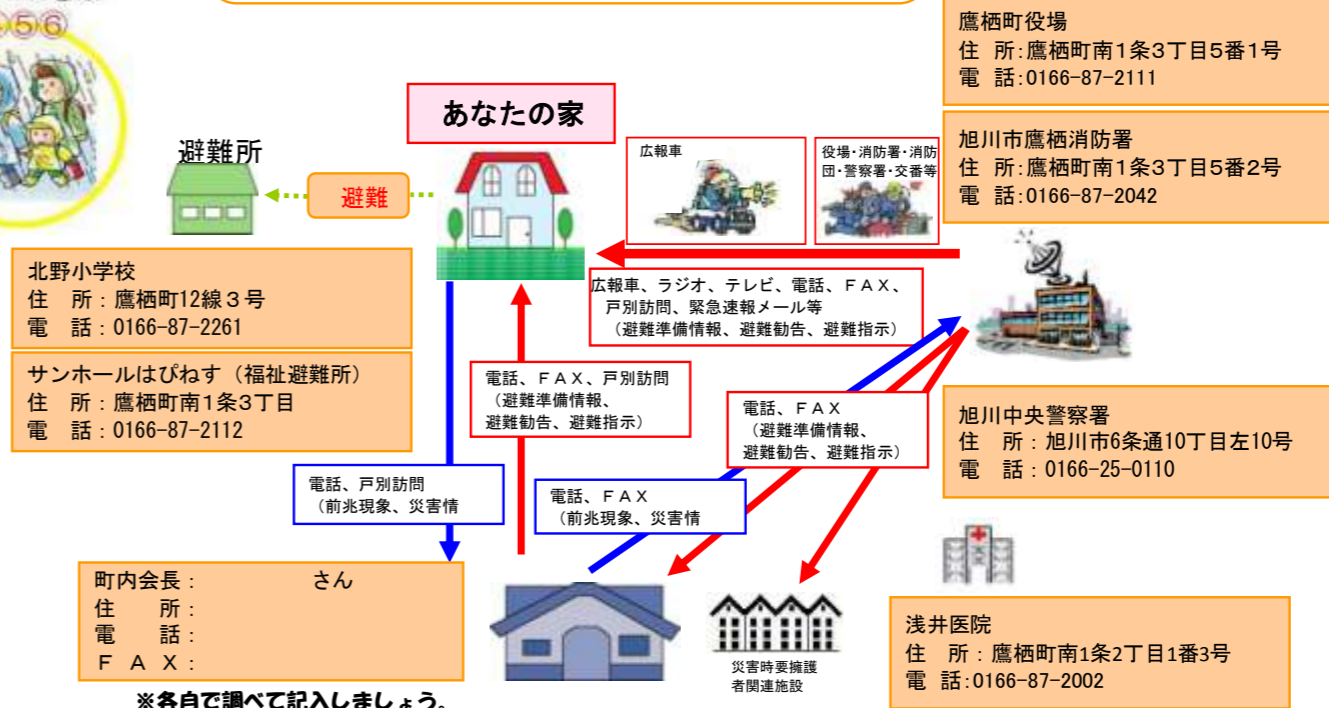 ⑤⑥
鷹栖町役場
住 所:鷹栖町南1条3丁目5番1号
電 話:0166-87-2111
あなたの家
避難所
避難
広報車
役場・消防署・消防
団・警察署・交番等
旭川市鷹栖消防署
住 所:鷹栖町南1条3丁目5番2号
電 話:0166-87-2042
北野小学校
住 所：鷹栖町12線３号
電 話：0166-87-2261
広報車、ラジオ、テレビ、電話、ＦＡＸ、
戸別訪問、緊急速報メール等
（避難準備情報、避難勧告、避難指示）
サンホールはぴねす（福祉避難所）
住 所：鷹栖町南１条3丁目
電 話：0166-87-2112
電話、ＦＡＸ、戸別訪問
（避難準備情報、
避難勧告、避難指示）
電話、ＦＡＸ
（避難準備情報、
避難勧告、避難指示）
旭川中央警察署
住 所：旭川市6条通10丁目左10号
電 話：0166-25-0110
電話、戸別訪問
（前兆現象、災害情
電話、ＦＡＸ
（前兆現象、災害情
町内会長： さん
住 所：
電 話：
Ｆ Ａ Ｘ：
※各自で調べて記入しましょう。
災害時要擁護
者関連施設
浅井医院
住 所：鷹栖町南1条2丁目1番3号
電 話:0166-87-2002